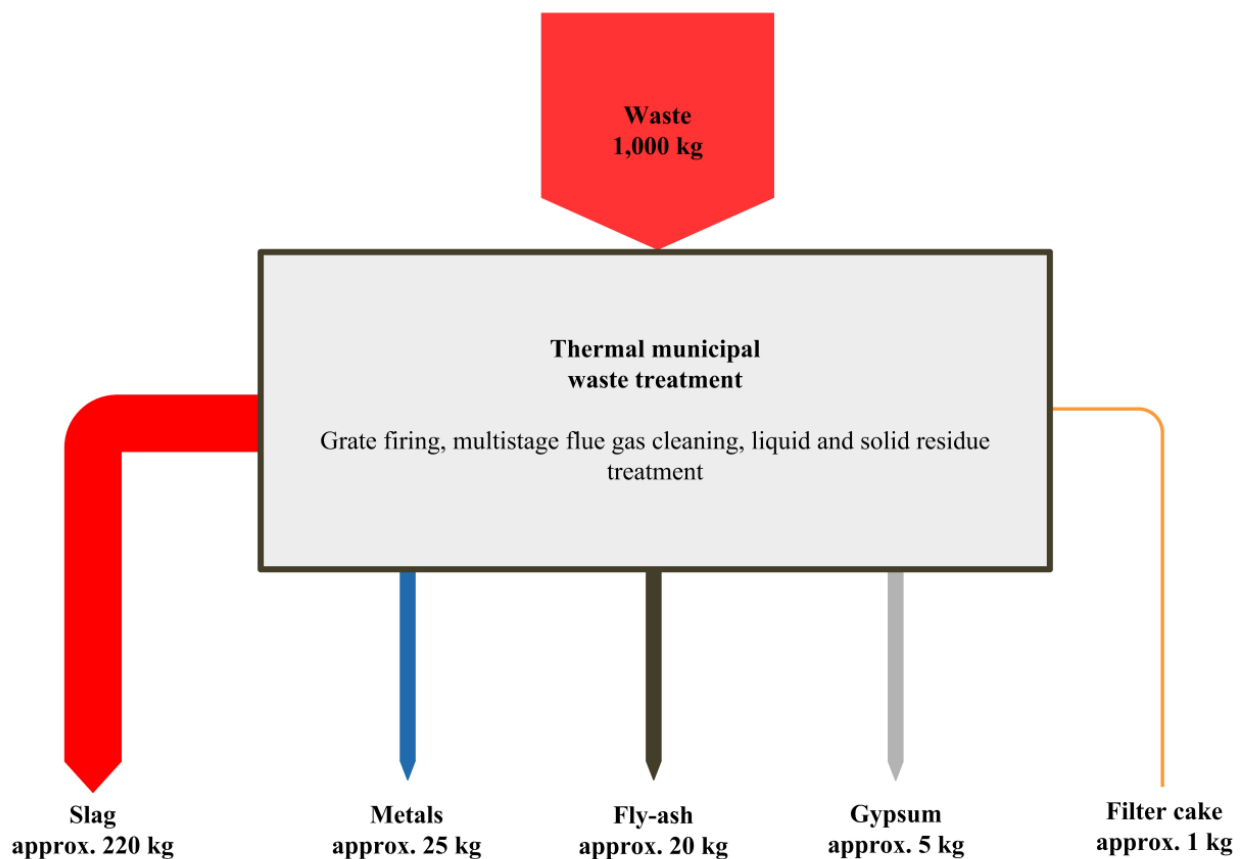 Waste
1,000 kg
Thermal municipal
waste treatment
Grate firing, multistage flue gas cleaning, liquid and solid residue
treatment
Slag
approx. 220 kg
Metals
approx. 25 kg
Fly-ash
approx. 20 kg
Gypsum
approx. 5 kg
Filter cake
approx. 1 kg